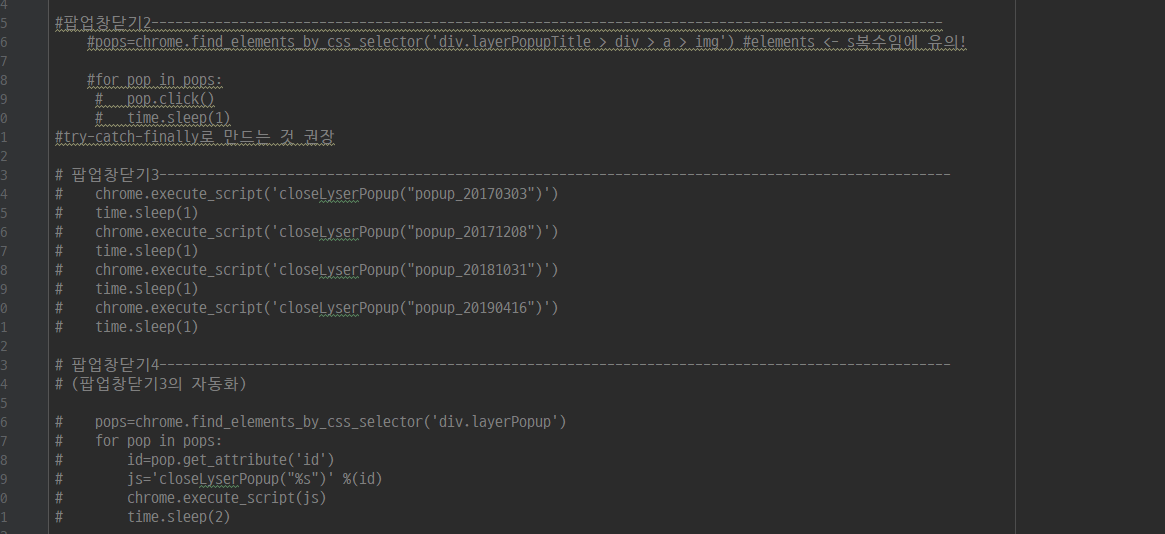 4
5 #팝업창닫기2---------------------------------------------------------------------------------------------------
6 #pops=chrome.find_elements_by_css_selector('div.layerPopupTitle > div > a > img') #elements <- s복수임에 유의!
7
8 #for pop in pops:
9 #   pop.click()
0 #   time.sleep(1)
1 #try-catch-finally로 만드는 것 권장
2
3 # 팝업창닫기3---------------------------------------------------------------------------------------------------
4 #    chrome.execute_script('closeLyserPopup("popup_20170303")')
5 #    time.sleep(1)
6 #    chrome.execute_script('closeLyserPopup("popup_20171208")')
7 #    time.sleep(1)
8 #    chrome.execute_script('closeLyserPopup("popup_20181031")')
9 #    time.sleep(1)
0 #    chrome.execute_script('closeLyserPopup("popup_20190416")')
1 #    time.sleep(1)
2
3 # 팝업창닫기4---------------------------------------------------------------------------------------------------
4 # (팝업창닫기3의 자동화)
5
6 #    pops=chrome.find_elements_by_css_selector('div.layerPopup')
7 #    for pop in pops:
8 #        id=pop.get_attribute('id')
9 #        js='closeLyserPopup("%s")' %(id)
0 #        chrome.execute_script(js)
1 #        time.sleep(2)